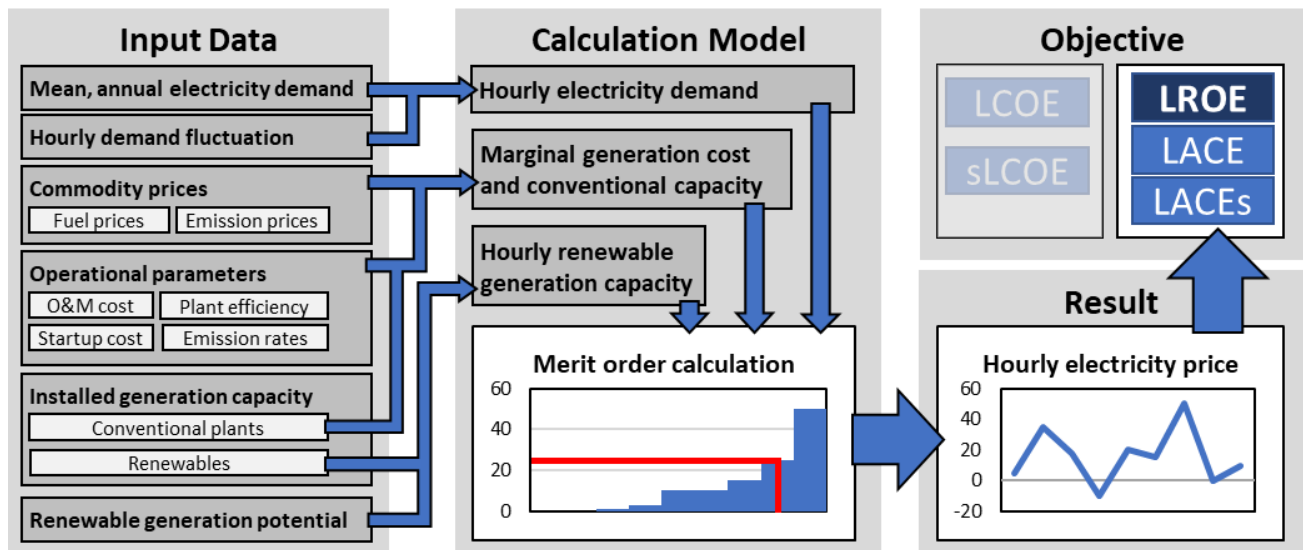 Input Data
Mean, annual electricity demand
Hourly demand fluctuation
Commodity prices
Fuel prices
Emission prices
Operational parameters
O&M cost
Plant efficiency
Startup cost
Emission rates
Installed generation capacity
Conventional plants
Renewables
Renewable generation potential
Calculation Model
Hourly electricity demand
Marginal generation cost
and conventional capacity
Hourly renewable
generation capacity
Merit order calculation
60
40
20
0
Objective
LCOE
sLCOE
LROE
LACE
LACEs
Result
Hourly electricity price
60
40
20
0
-20